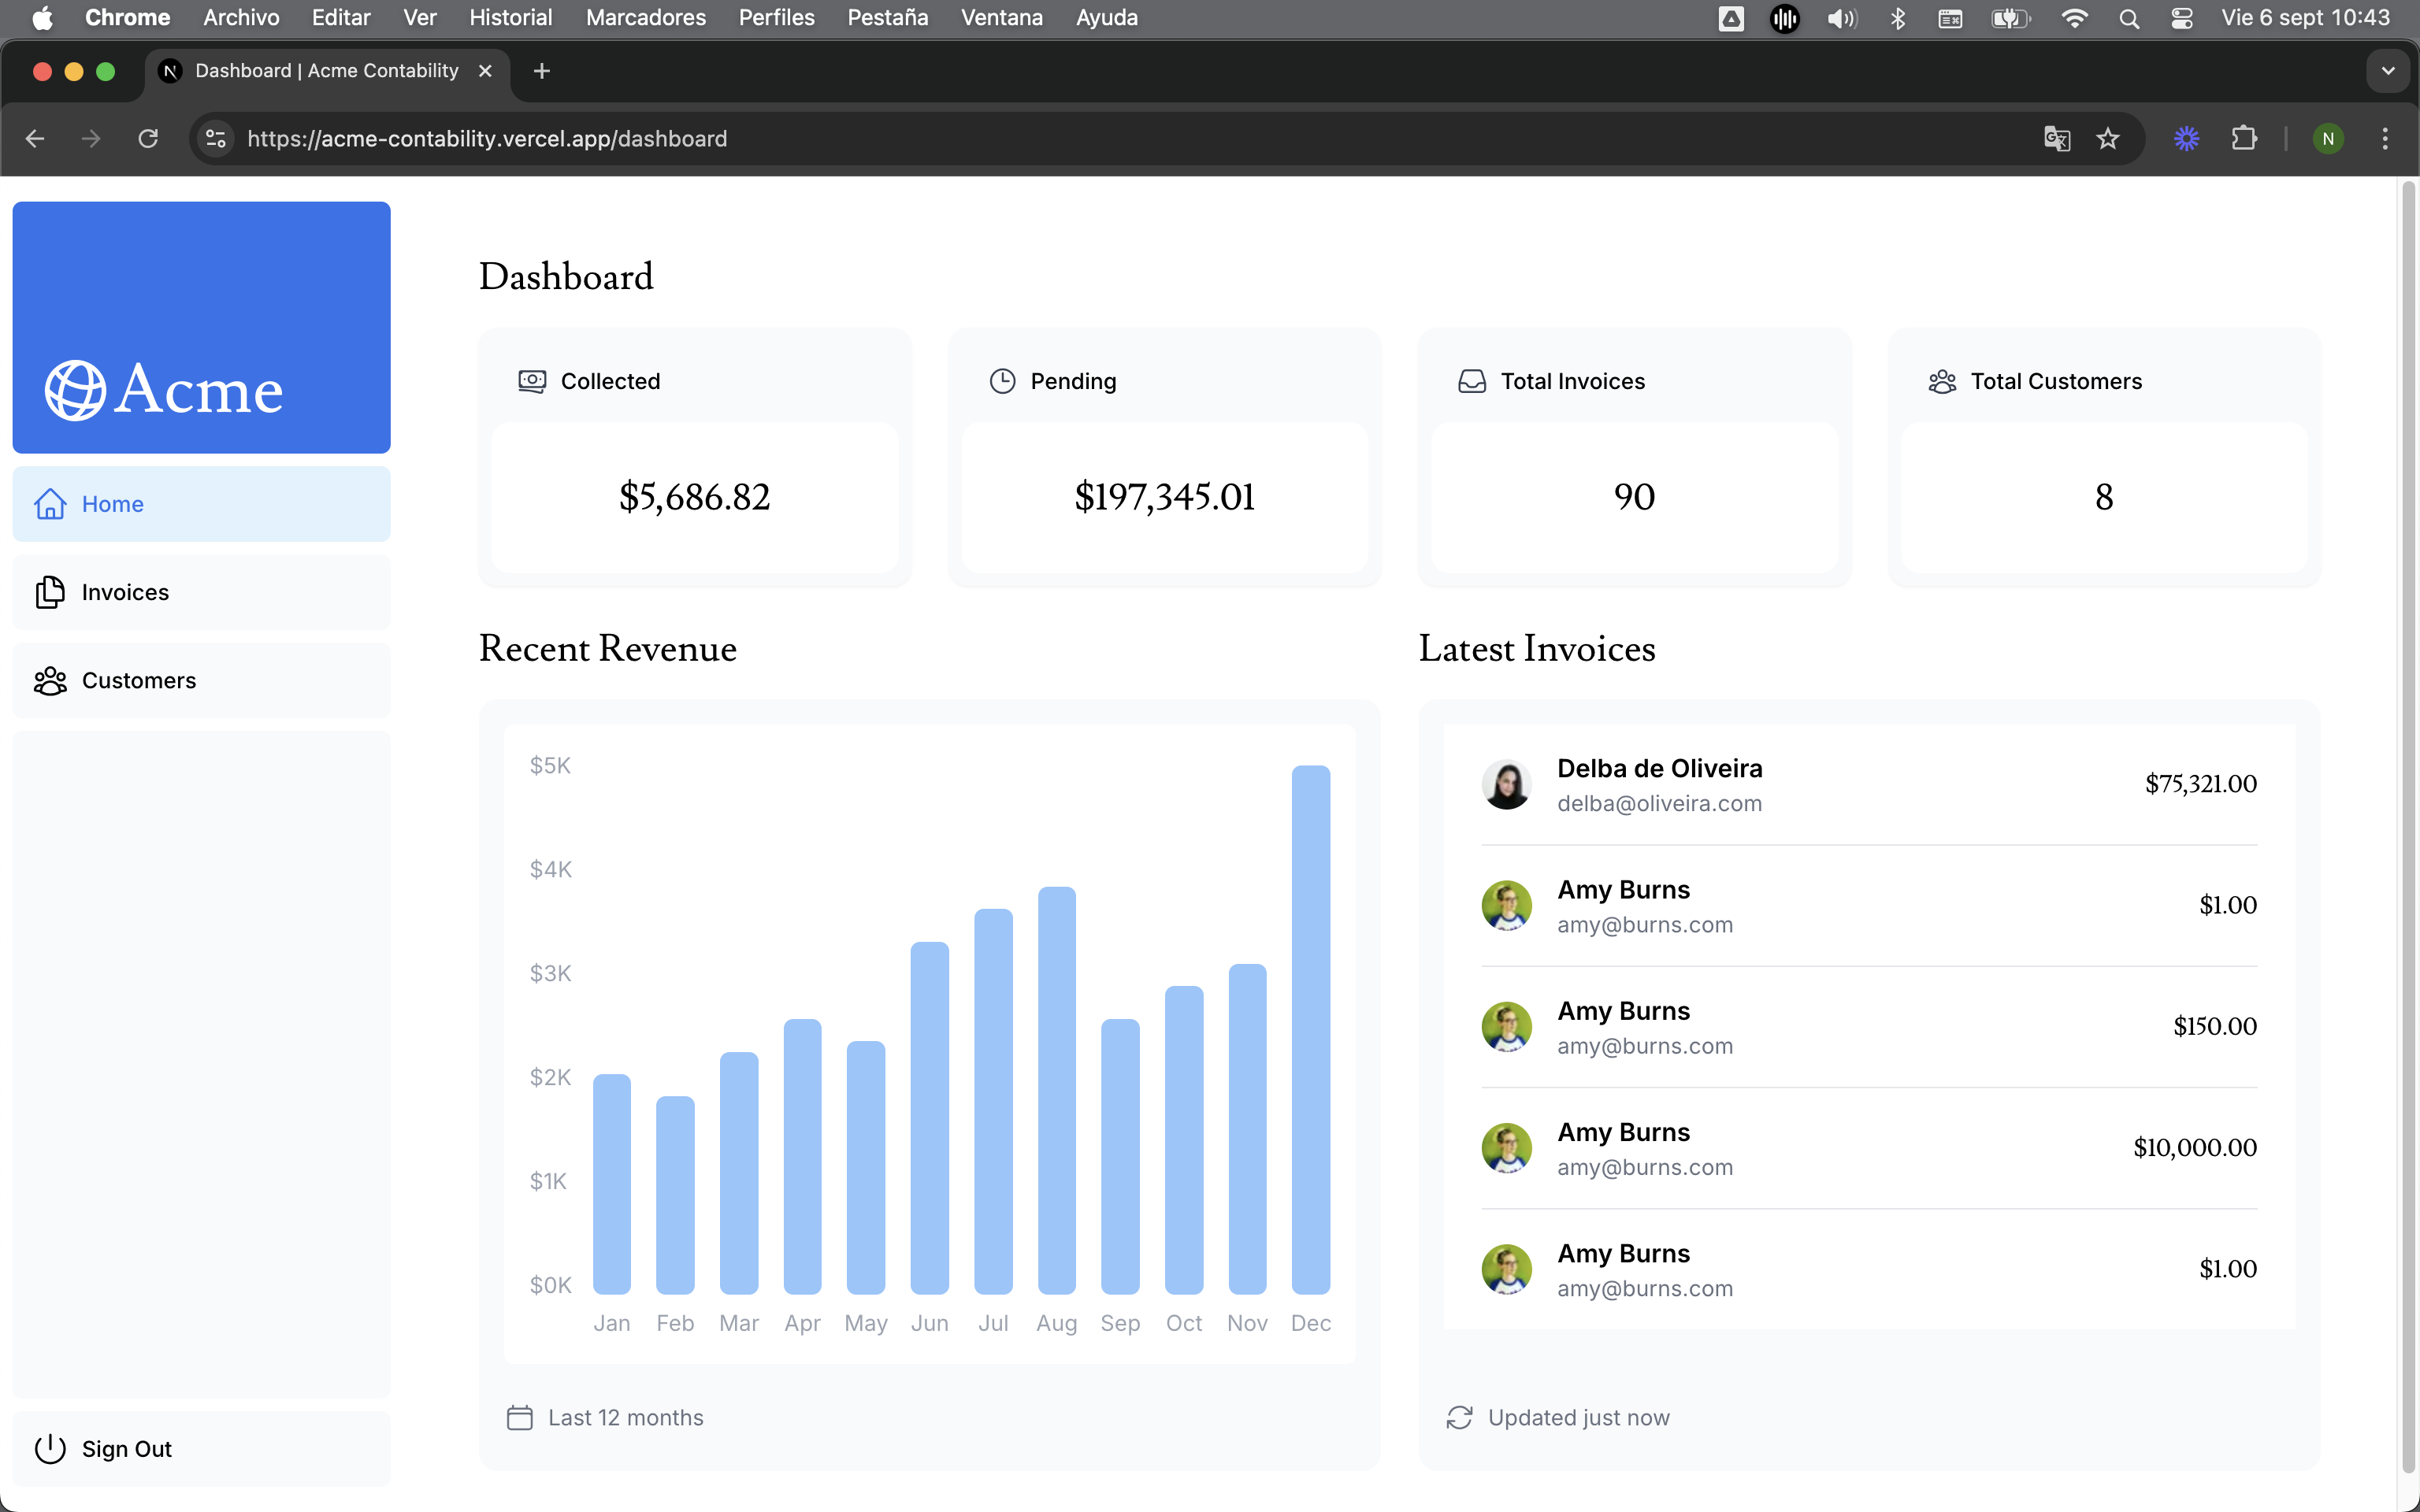 Chrome Archivo Editar Ver Historial Marcadores Perfiles Pestaña Ventana Ayuda Vie 6 sept 10:43
Dashboard | Acme Contability
https://acme-contability.vercel.app/dashboard
N
Acme
Home
Invoices
Customers
Sign Out
Dashboard
Collected
$5,686.82
Pending
$197,345.01
Total Invoices
90
Total Customers
8
Recent Revenue
$5K
$4K
$3K
$2K
$1K
$0K
Jan Feb Mar Apr May Jun Jul Aug Sep Oct Nov Dec
Last 12 months
Latest Invoices
Delba de Oliveira
delba@oliveira.com
$75,321.00
Amy Burns
amy@burns.com
$1.00
Amy Burns
amy@burns.com
$150.00
Amy Burns
amy@burns.com
$10,000.00
Amy Burns
amy@burns.com
$1.00
Updated just now